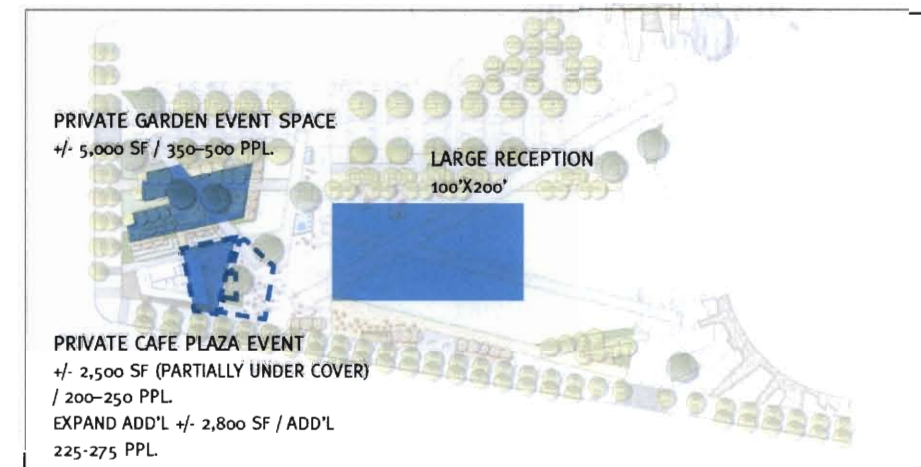 PRIVATE GARDEN EVENT SPACE
+/- 5,000 SF / 350–500 PPL.
LARGE RECEPTION
100'X200'
PRIVATE CAFE PLAZA EVENT
+/- 2,500 SF (PARTIALLY UNDER COVER)
/ 200–250 PPL.
EXPAND ADD'L +/- 2,800 SF / ADD'L
225-275 PPL.